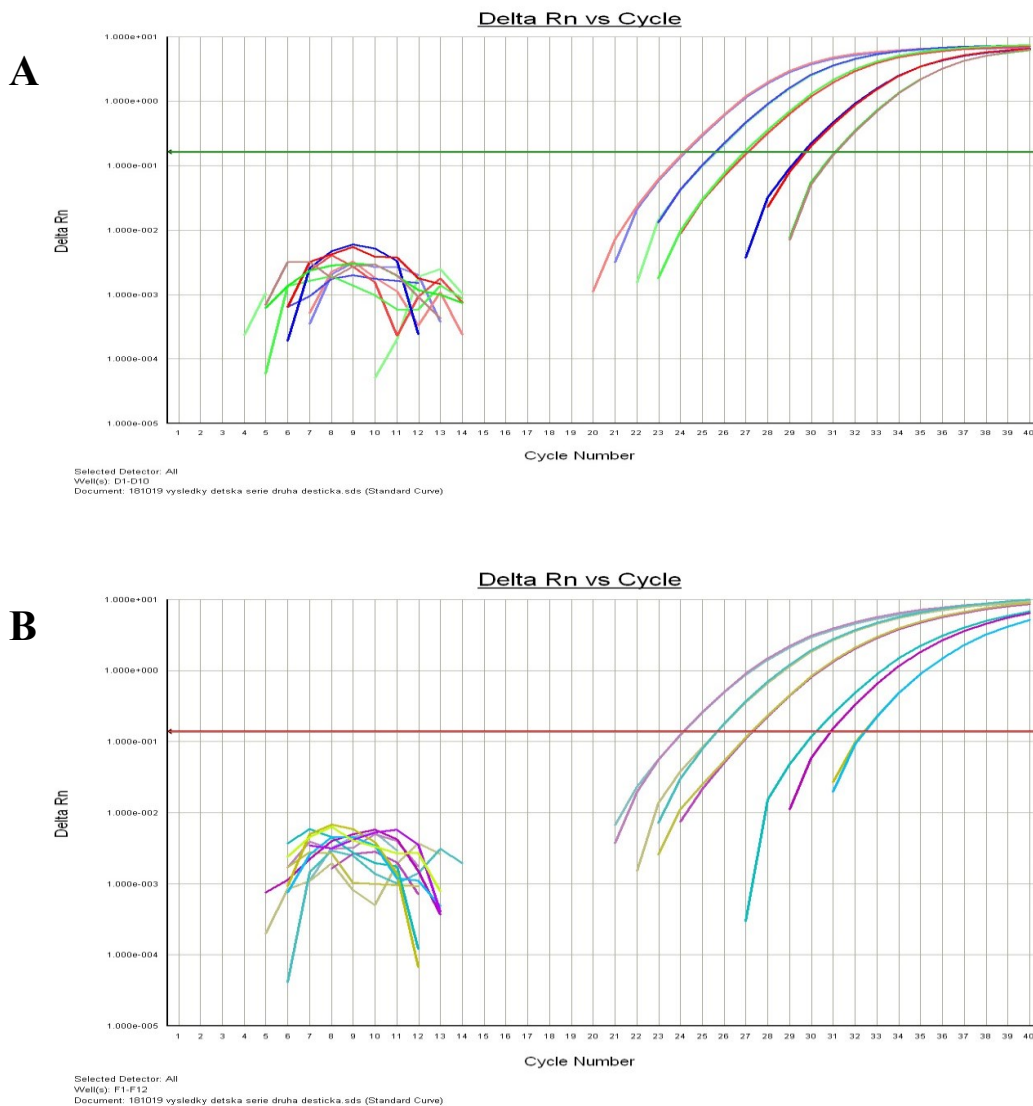 A
Delta Rn vs Cycle
1.000e+001
1.000e+000
1.000e-001
1.000e-002
1.000e-003
1.000e-004
1.000e-005
Delta Rn
1 2 3 4 5 6 7 8 9 10 11 12 13 14 15 16 17 18 19 20 21 22 23 24 25 26 27 28 29 30 31 32 33 34 35 36 37 38 39 40
Cycle Number
Selected Detector: All
Well(s): D1-D10
Document: 181019 vysledky detska serie druha desticka.sds (Standard Curve)
B
Delta Rn vs Cycle
1.000e+001
1.000e+000
1.000e-001
1.000e-002
1.000e-003
1.000e-004
1.000e-005
Delta Rn
1 2 3 4 5 6 7 8 9 10 11 12 13 14 15 16 17 18 19 20 21 22 23 24 25 26 27 28 29 30 31 32 33 34 35 36 37 38 39 40
Cycle Number
Selected Detector: All
Well(s): F1-F12
Document: 181019 vysledky detska serie druha desticka.sds (Standard Curve)